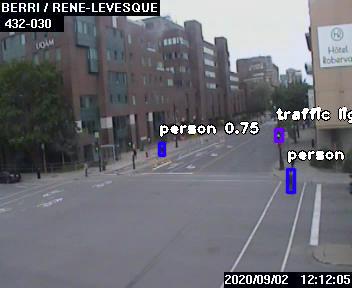 BERRI / RENE-LEVESQUE
432-030
UQAM
Hôtel
Roberval
traffic lig
person 0.75
person
2020/09/02 12:12:05